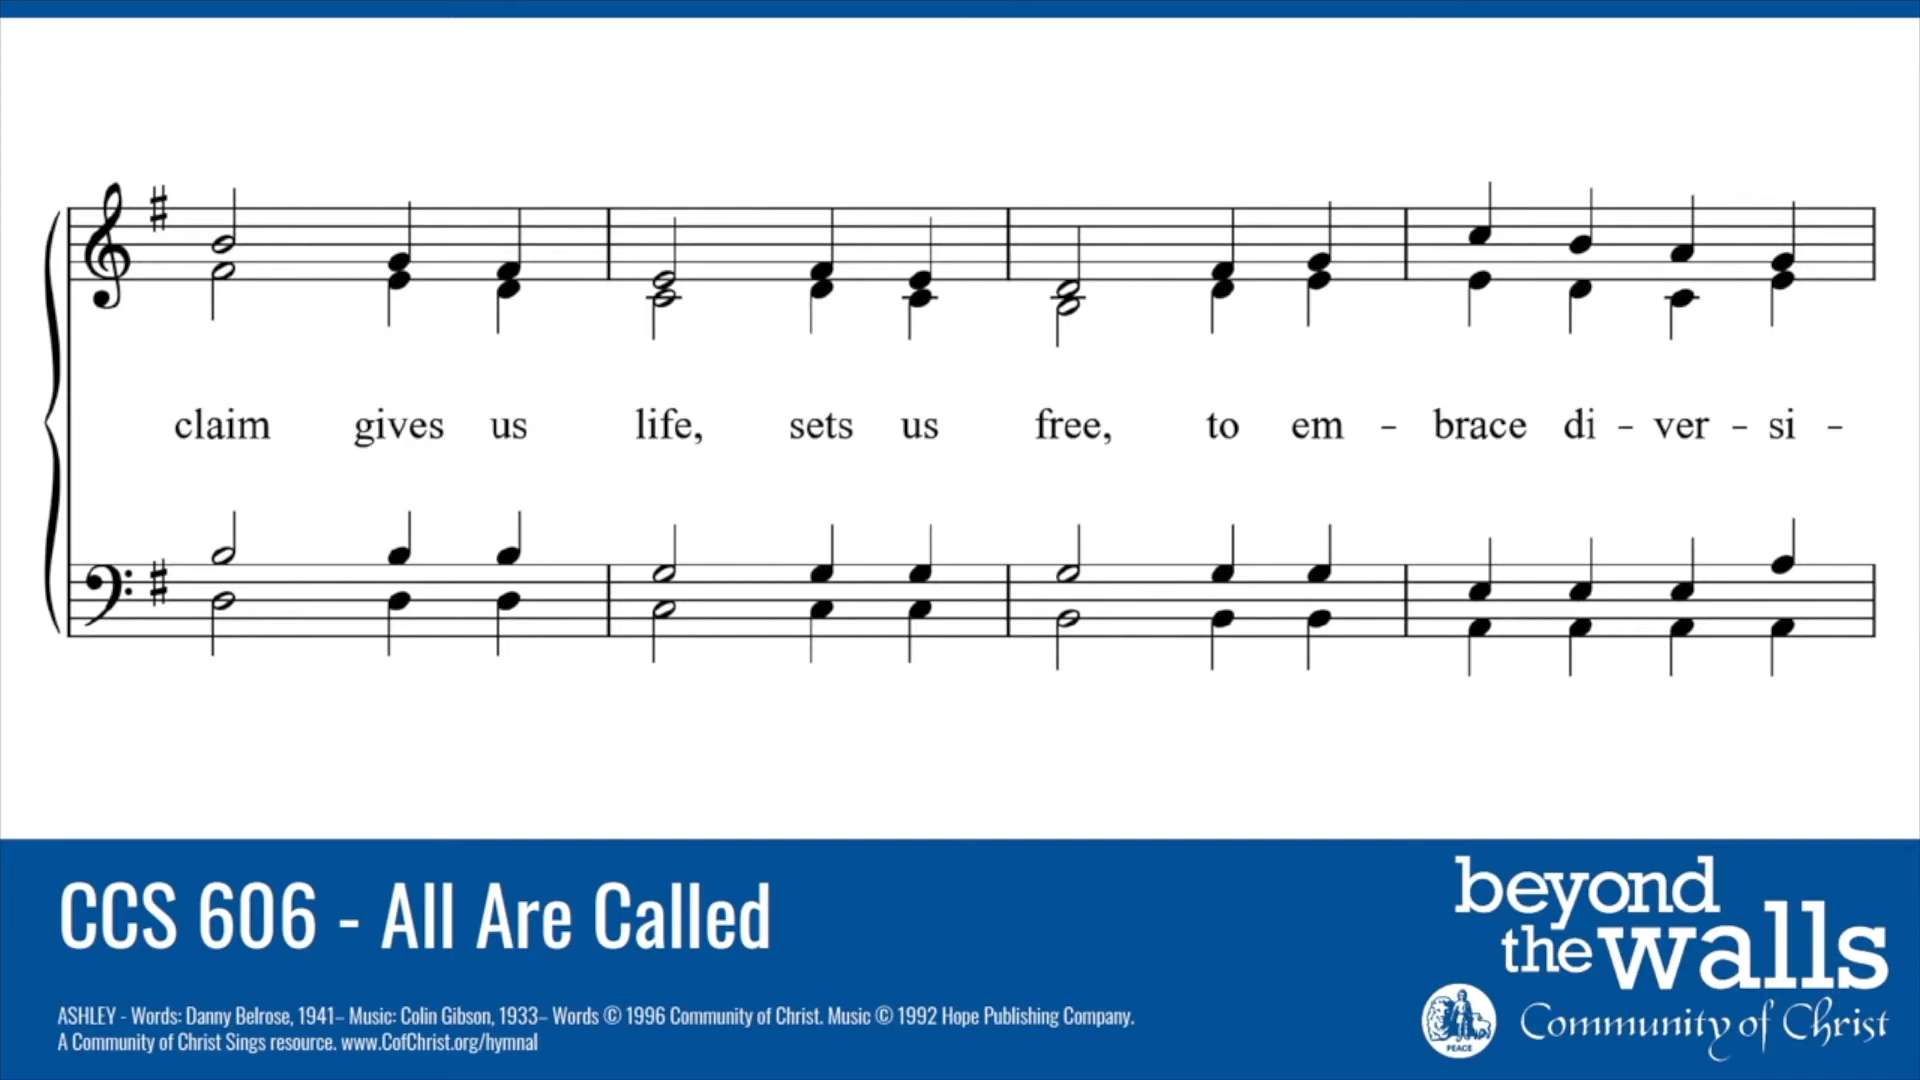 claim gives us life, sets us free, to em - brace di - ver - si -
CCS 606 - All Are Called
ASHLEY - Words: Danny Belrose, 1941– Music: Colin Gibson, 1933– Words © 1996 Community of Christ. Music © 1992 Hope Publishing Company.
A Community of Christ Sings resource. www.CofChrist.org/hymnal
beyond
the walls
Community of Christ
PEACE